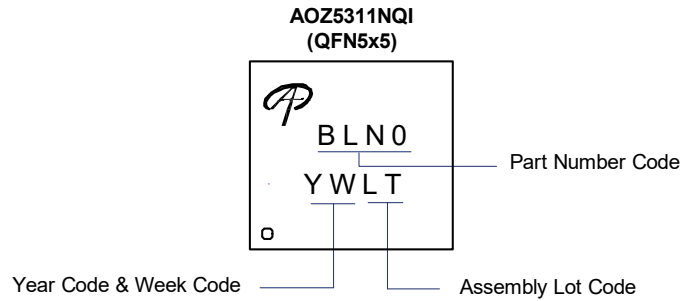 AOZ5311NQI
(QFN5x5)
BLN0
Part Number Code
YWLT
Year Code & Week Code
Assembly Lot Code